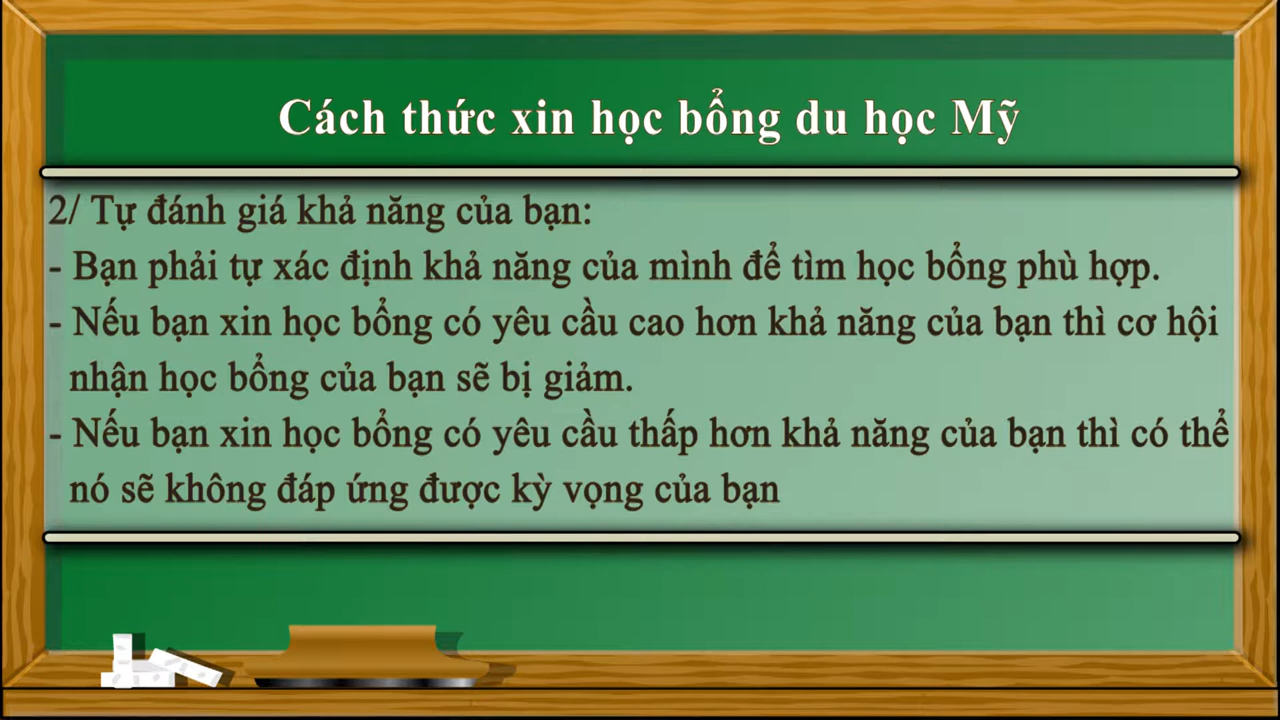 Cách thức xin học bổng du học Mỹ
2/ Tự đánh giá khả năng của bạn:
- Bạn phải tự xác định khả năng của mình để tìm học bổng phù hợp.
- Nếu bạn xin học bổng có yêu cầu cao hơn khả năng của bạn thì cơ hội
nhận học bổng của bạn sẽ bị giảm.
- Nếu bạn xin học bổng có yêu cầu thấp hơn khả năng của bạn thì có thể
nó sẽ không đáp ứng được kỳ vọng của bạn